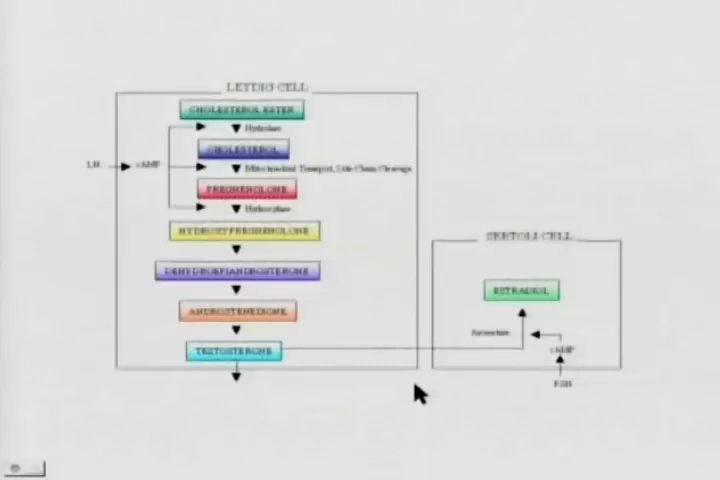 LEYDIG CELL
CHOLESTEROL ESTER
Hydrolase
CHOLESTEROL
LH
cAMP
Mitochondrial Transport, Side Chain Cleavage
PREGNENOLONE
Hydroxylase
HYDROXYPREGNENOLONE
SERTOLI CELL
DEHYDROEPIANDROSTERONE
ESTRADIOL
ANDROSTENEDIONE
Aromatase
TESTOSTERONE
cAMP
FSH